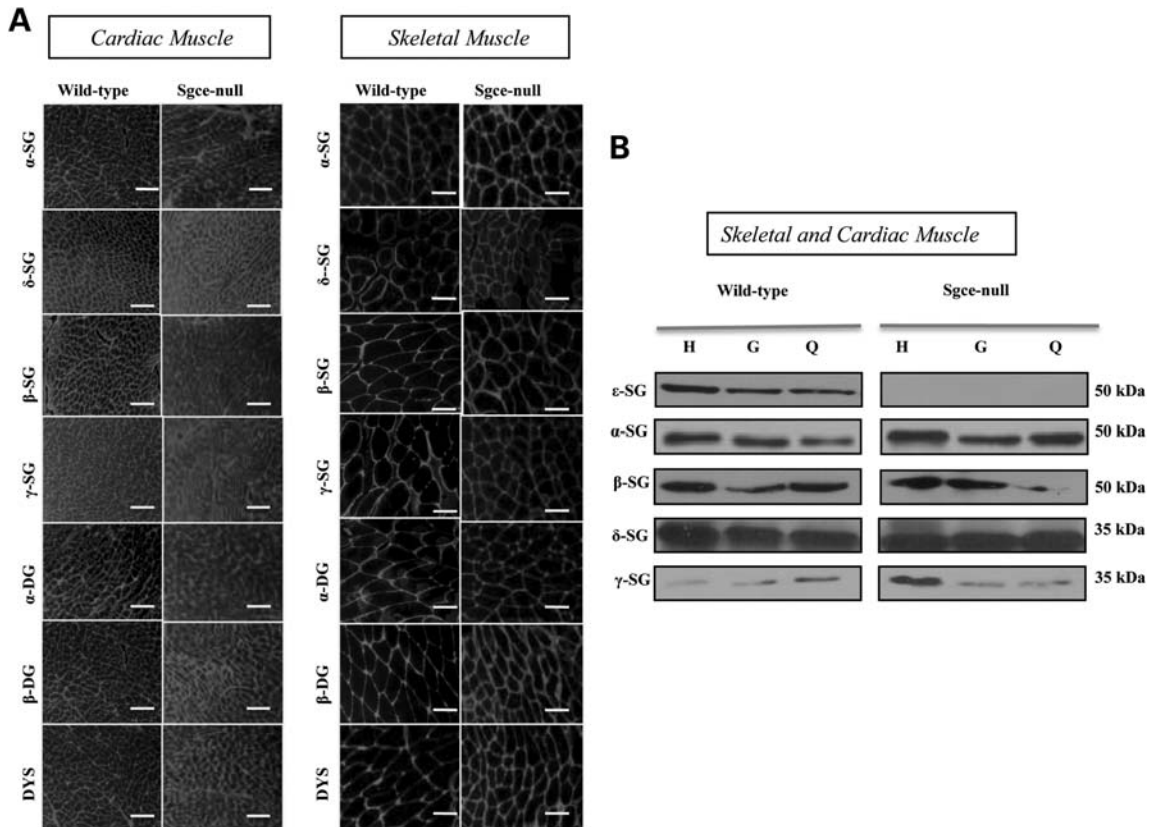 A
Cardiac Muscle
Skeletal Muscle
Wild-type Sgce-null
Wild-type Sgce-null
α-SG
δ-SG
β-SG
γ-SG
α-DG
β-DG
DYS
α-SG
δ--SG
β-SG
γ-SG
α-DG
β-DG
DYS
B
Skeletal and Cardiac Muscle
Wild-type Sgce-null
H G Q H G Q
ε-SG 50 kDa
α-SG 50 kDa
β-SG 50 kDa
δ-SG 35 kDa
γ-SG 35 kDa